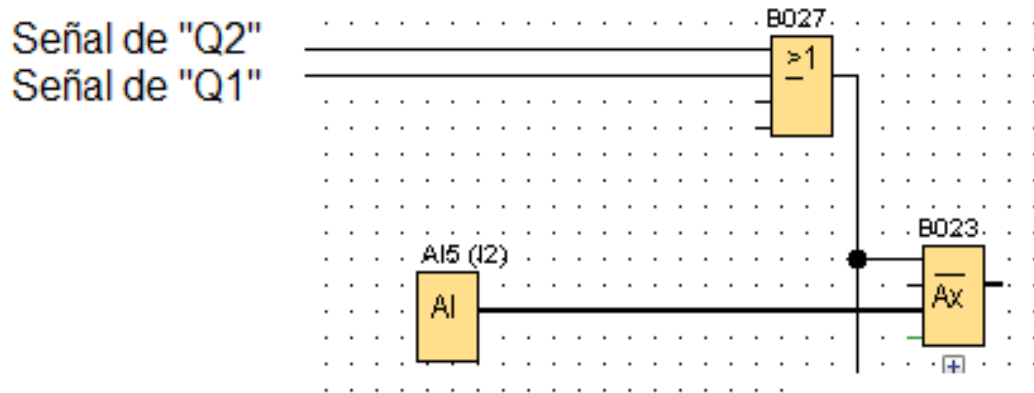 B027
Señal de "Q2"
Señal de "Q1"
>1
B023
AI5 (I2)
AI
Ax